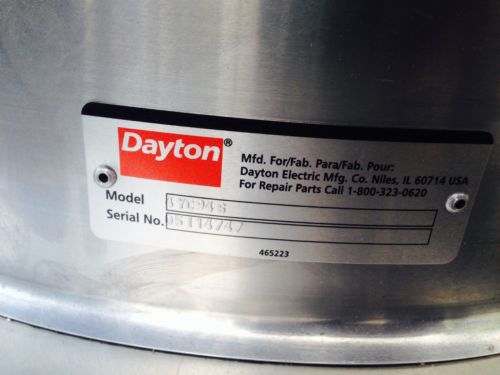 Dayton®
Mfd. For/Fab. Para/Fab. Pour:
Dayton Electric Mfg. Co. Niles, IL 60714 USA
For Repair Parts Call 1-800-323-0620
Model
Serial No.
465223